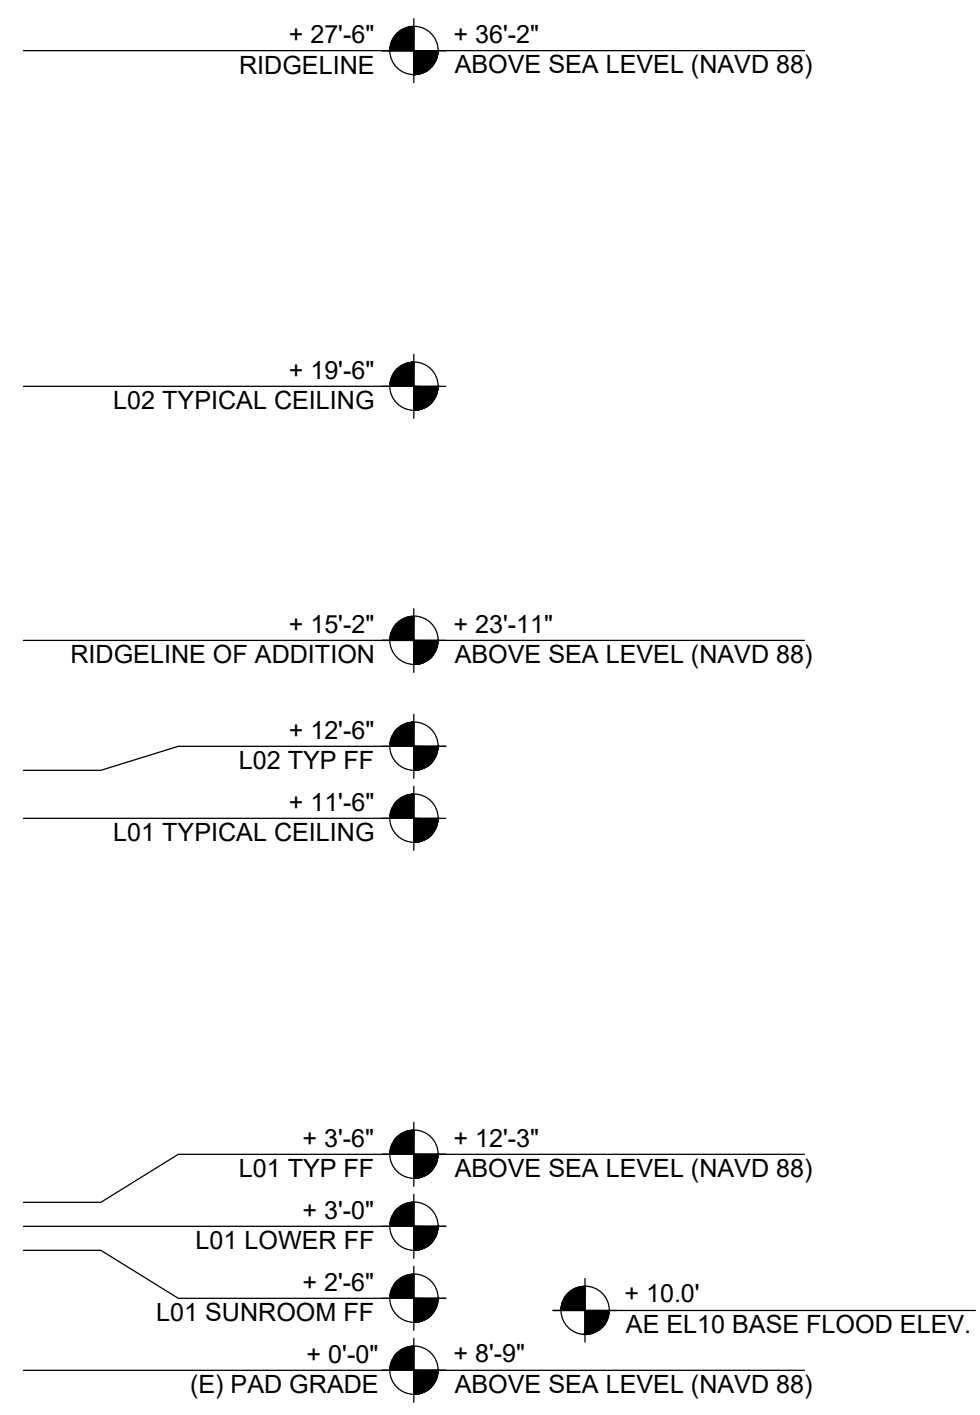 + 27'-6" + 36'-2"
RIDGELINE ABOVE SEA LEVEL (NAVD 88)
+ 19'-6"
L02 TYPICAL CEILING
+ 15'-2" + 23'-11"
RIDGELINE OF ADDITION ABOVE SEA LEVEL (NAVD 88)
+ 12'-6"
L02 TYP FF
+ 11'-6"
L01 TYPICAL CEILING
+ 3'-6" + 12'-3"
L01 TYP FF ABOVE SEA LEVEL (NAVD 88)
+ 3'-0"
L01 LOWER FF
+ 2'-6" + 10.0'
L01 SUNROOM FF AE EL10 BASE FLOOD ELEV.
+ 0'-0" + 8'-9"
(E) PAD GRADE ABOVE SEA LEVEL (NAVD 88)